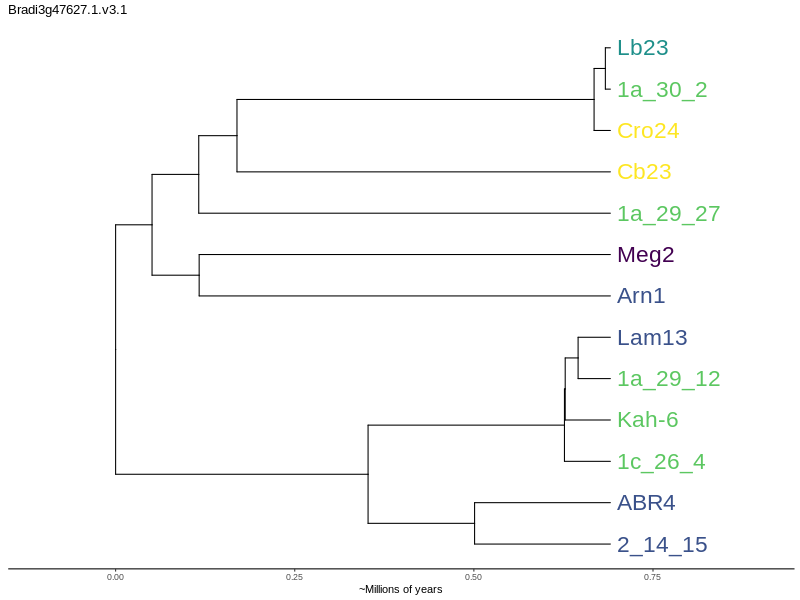 Bradi3g47627.1.v3.1
Lb23
1a_30_2
Cro24
Cb23
1a_29_27
Meg2
Arn1
Lam13
1a_29_12
Kah-6
1c_26_4
ABR4
2_14_15
0.00 0.25 0.50 0.75
~Millions of years